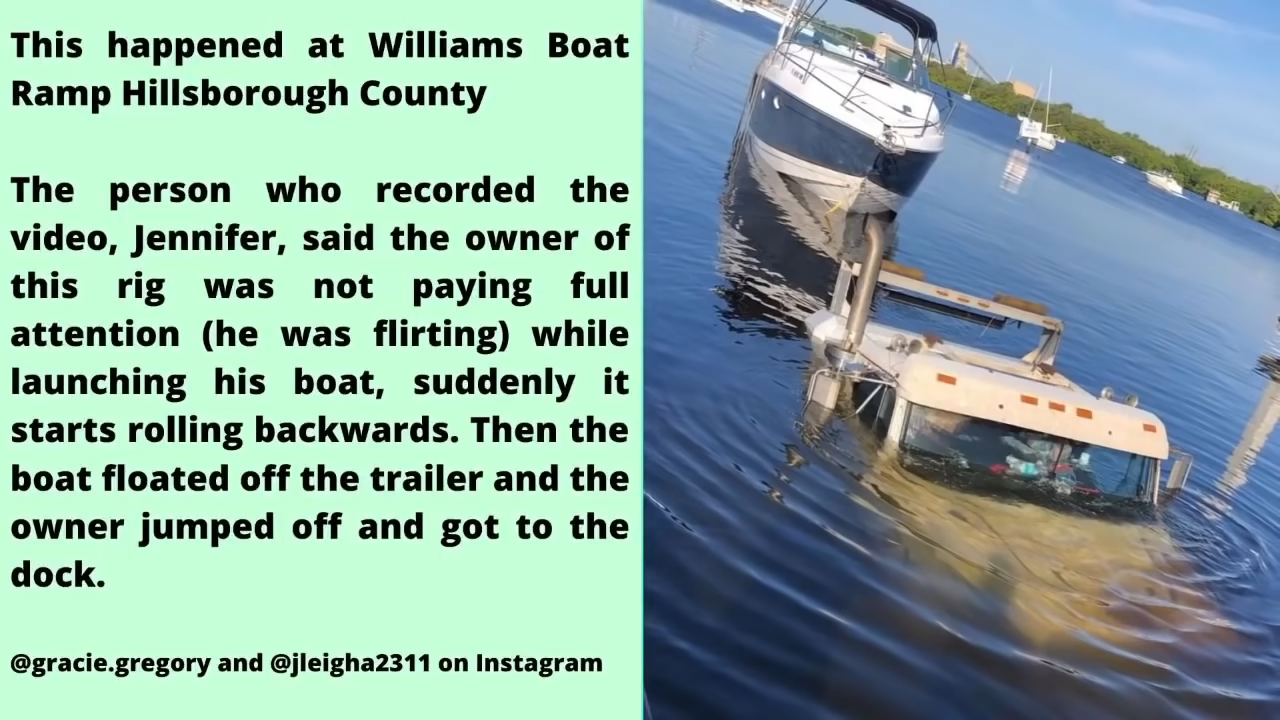 This happened at Williams Boat
Ramp Hillsborough County
The person who recorded the
video, Jennifer, said the owner of
this rig was not paying full
attention (he was flirting) while
launching his boat, suddenly it
starts rolling backwards. Then the
boat floated off the trailer and the
owner jumped off and got to the
dock.
@gracie.gregory and @jleigha2311 on Instagram